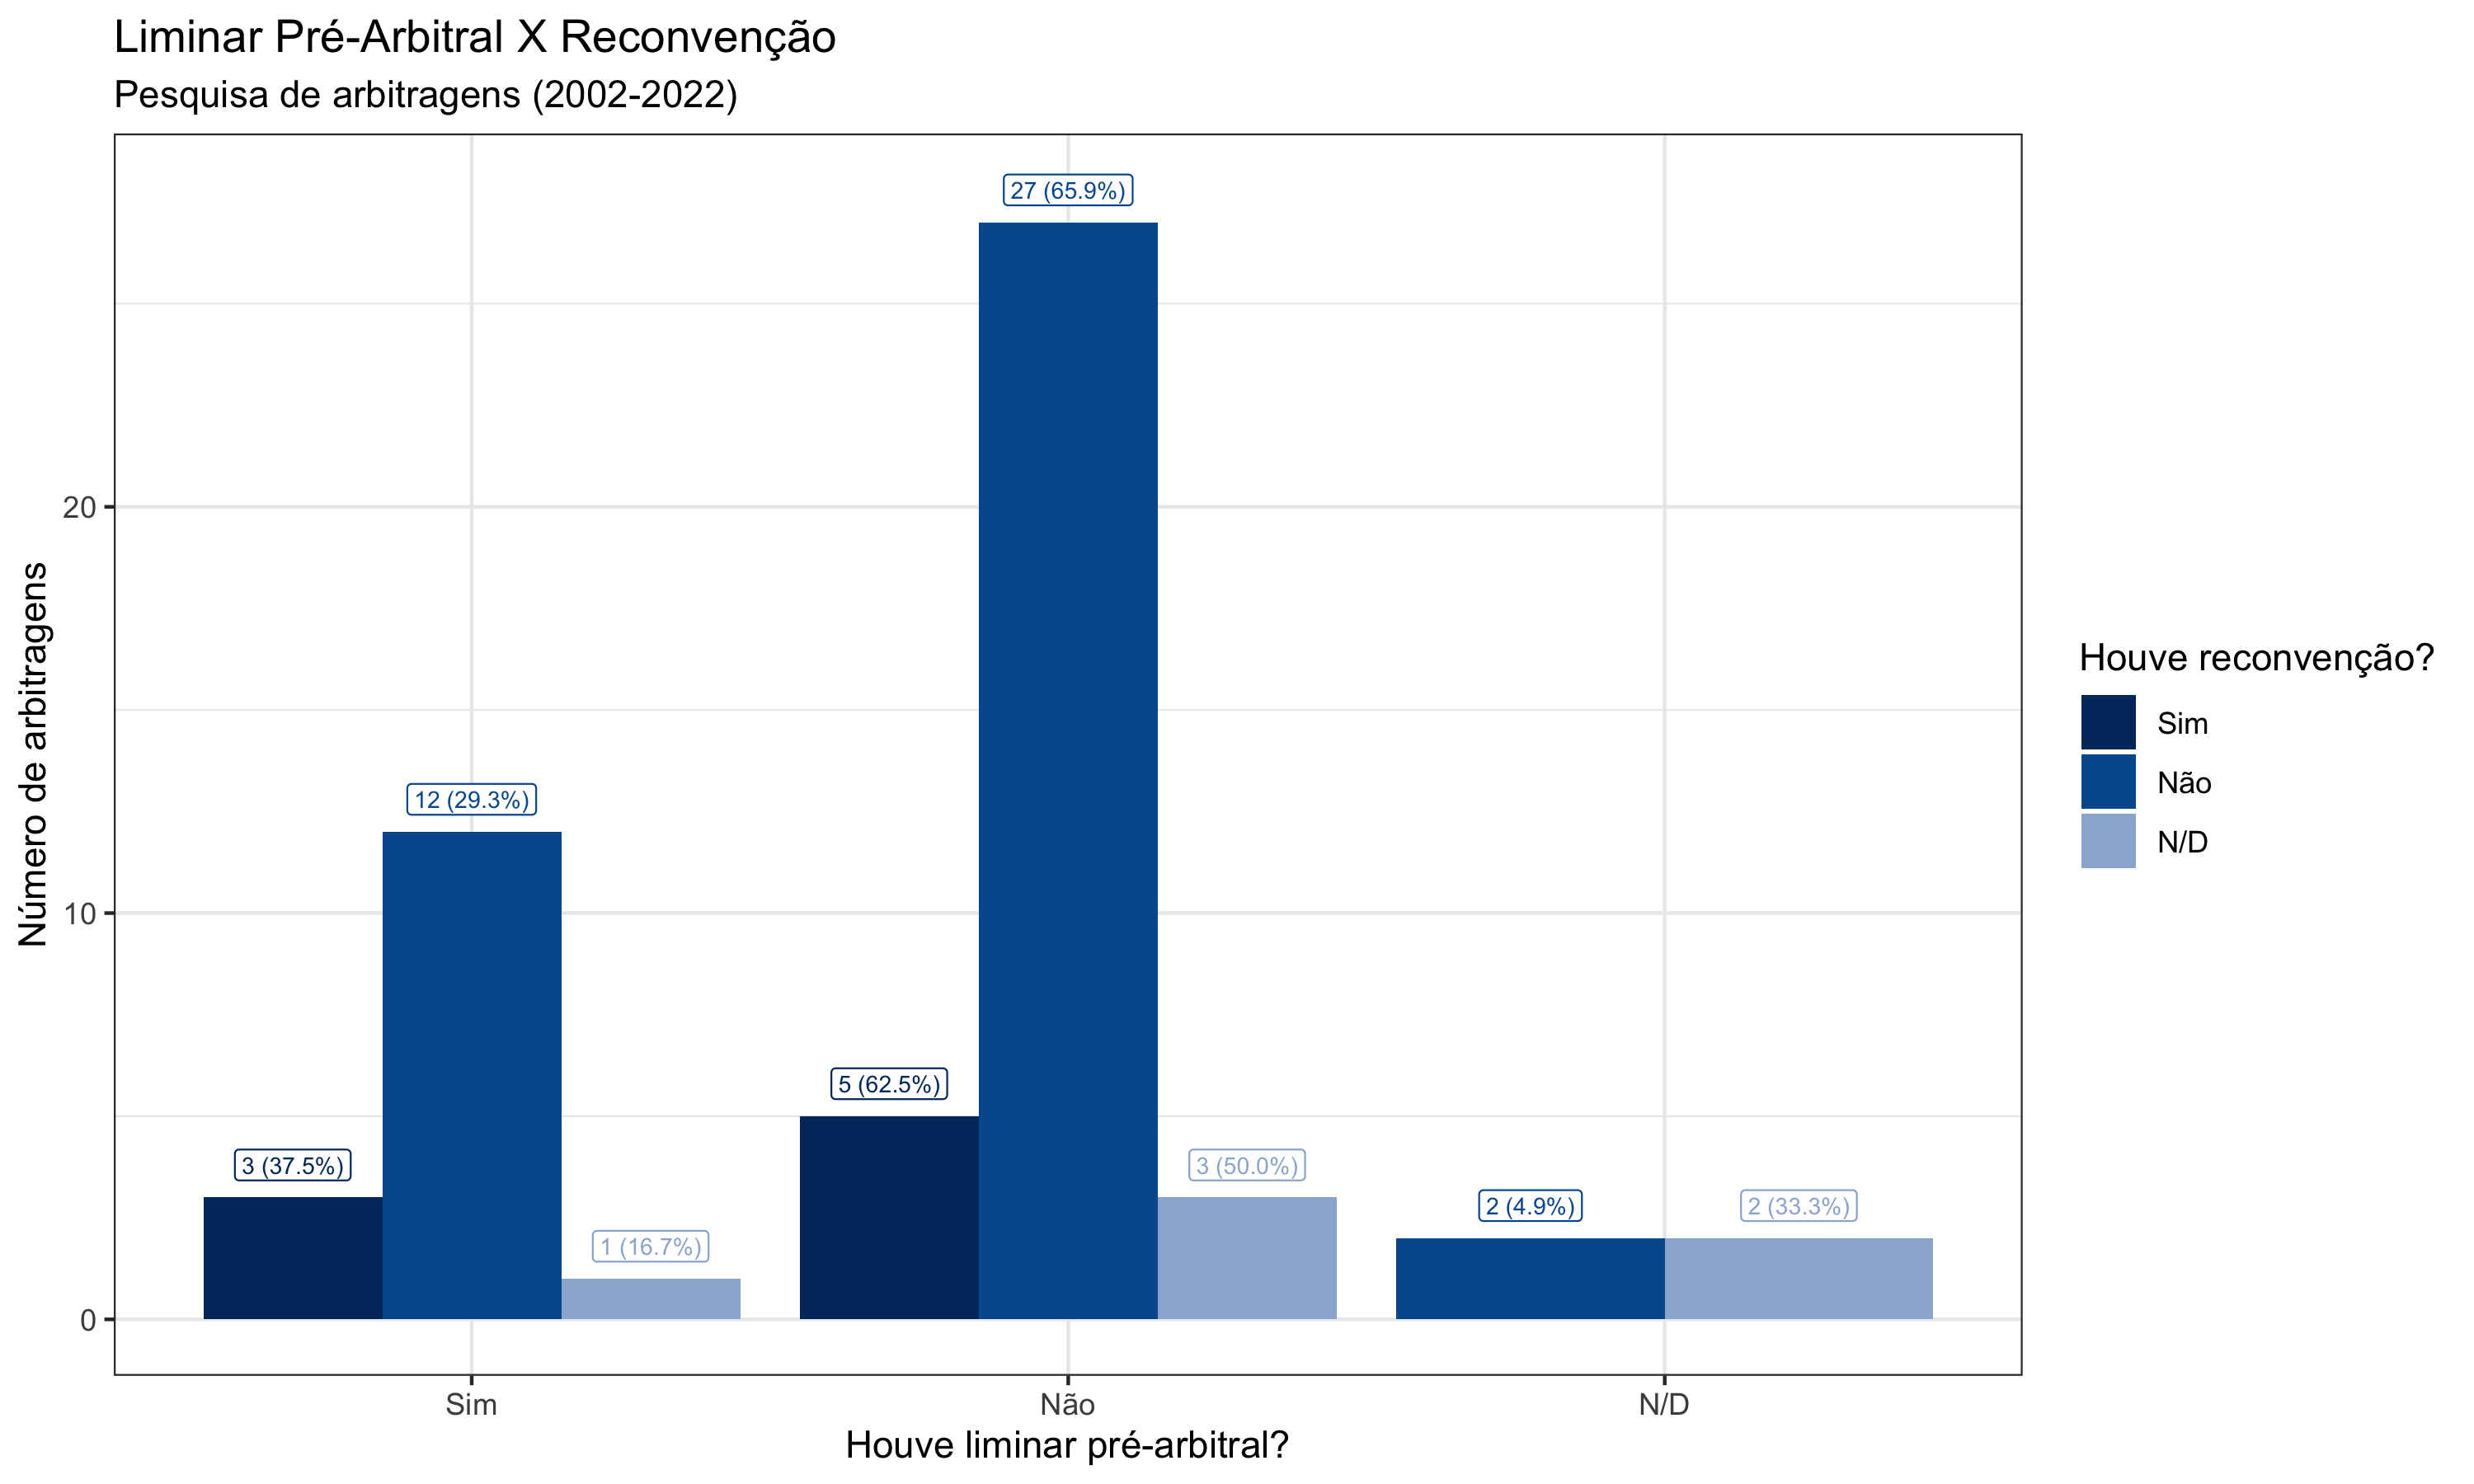 Liminar Pré-Arbitral X Reconvenção
Pesquisa de arbitragens (2002-2022)
Número de arbitragens
20
10
0
3 (37.5%)
12 (29.3%)
1 (16.7%)
5 (62.5%)
27 (65.9%)
3 (50.0%)
2 (4.9%)
2 (33.3%)
Sim
Não
N/D
Houve liminar pré-arbitral?
Houve reconvenção?
Sim
Não
N/D